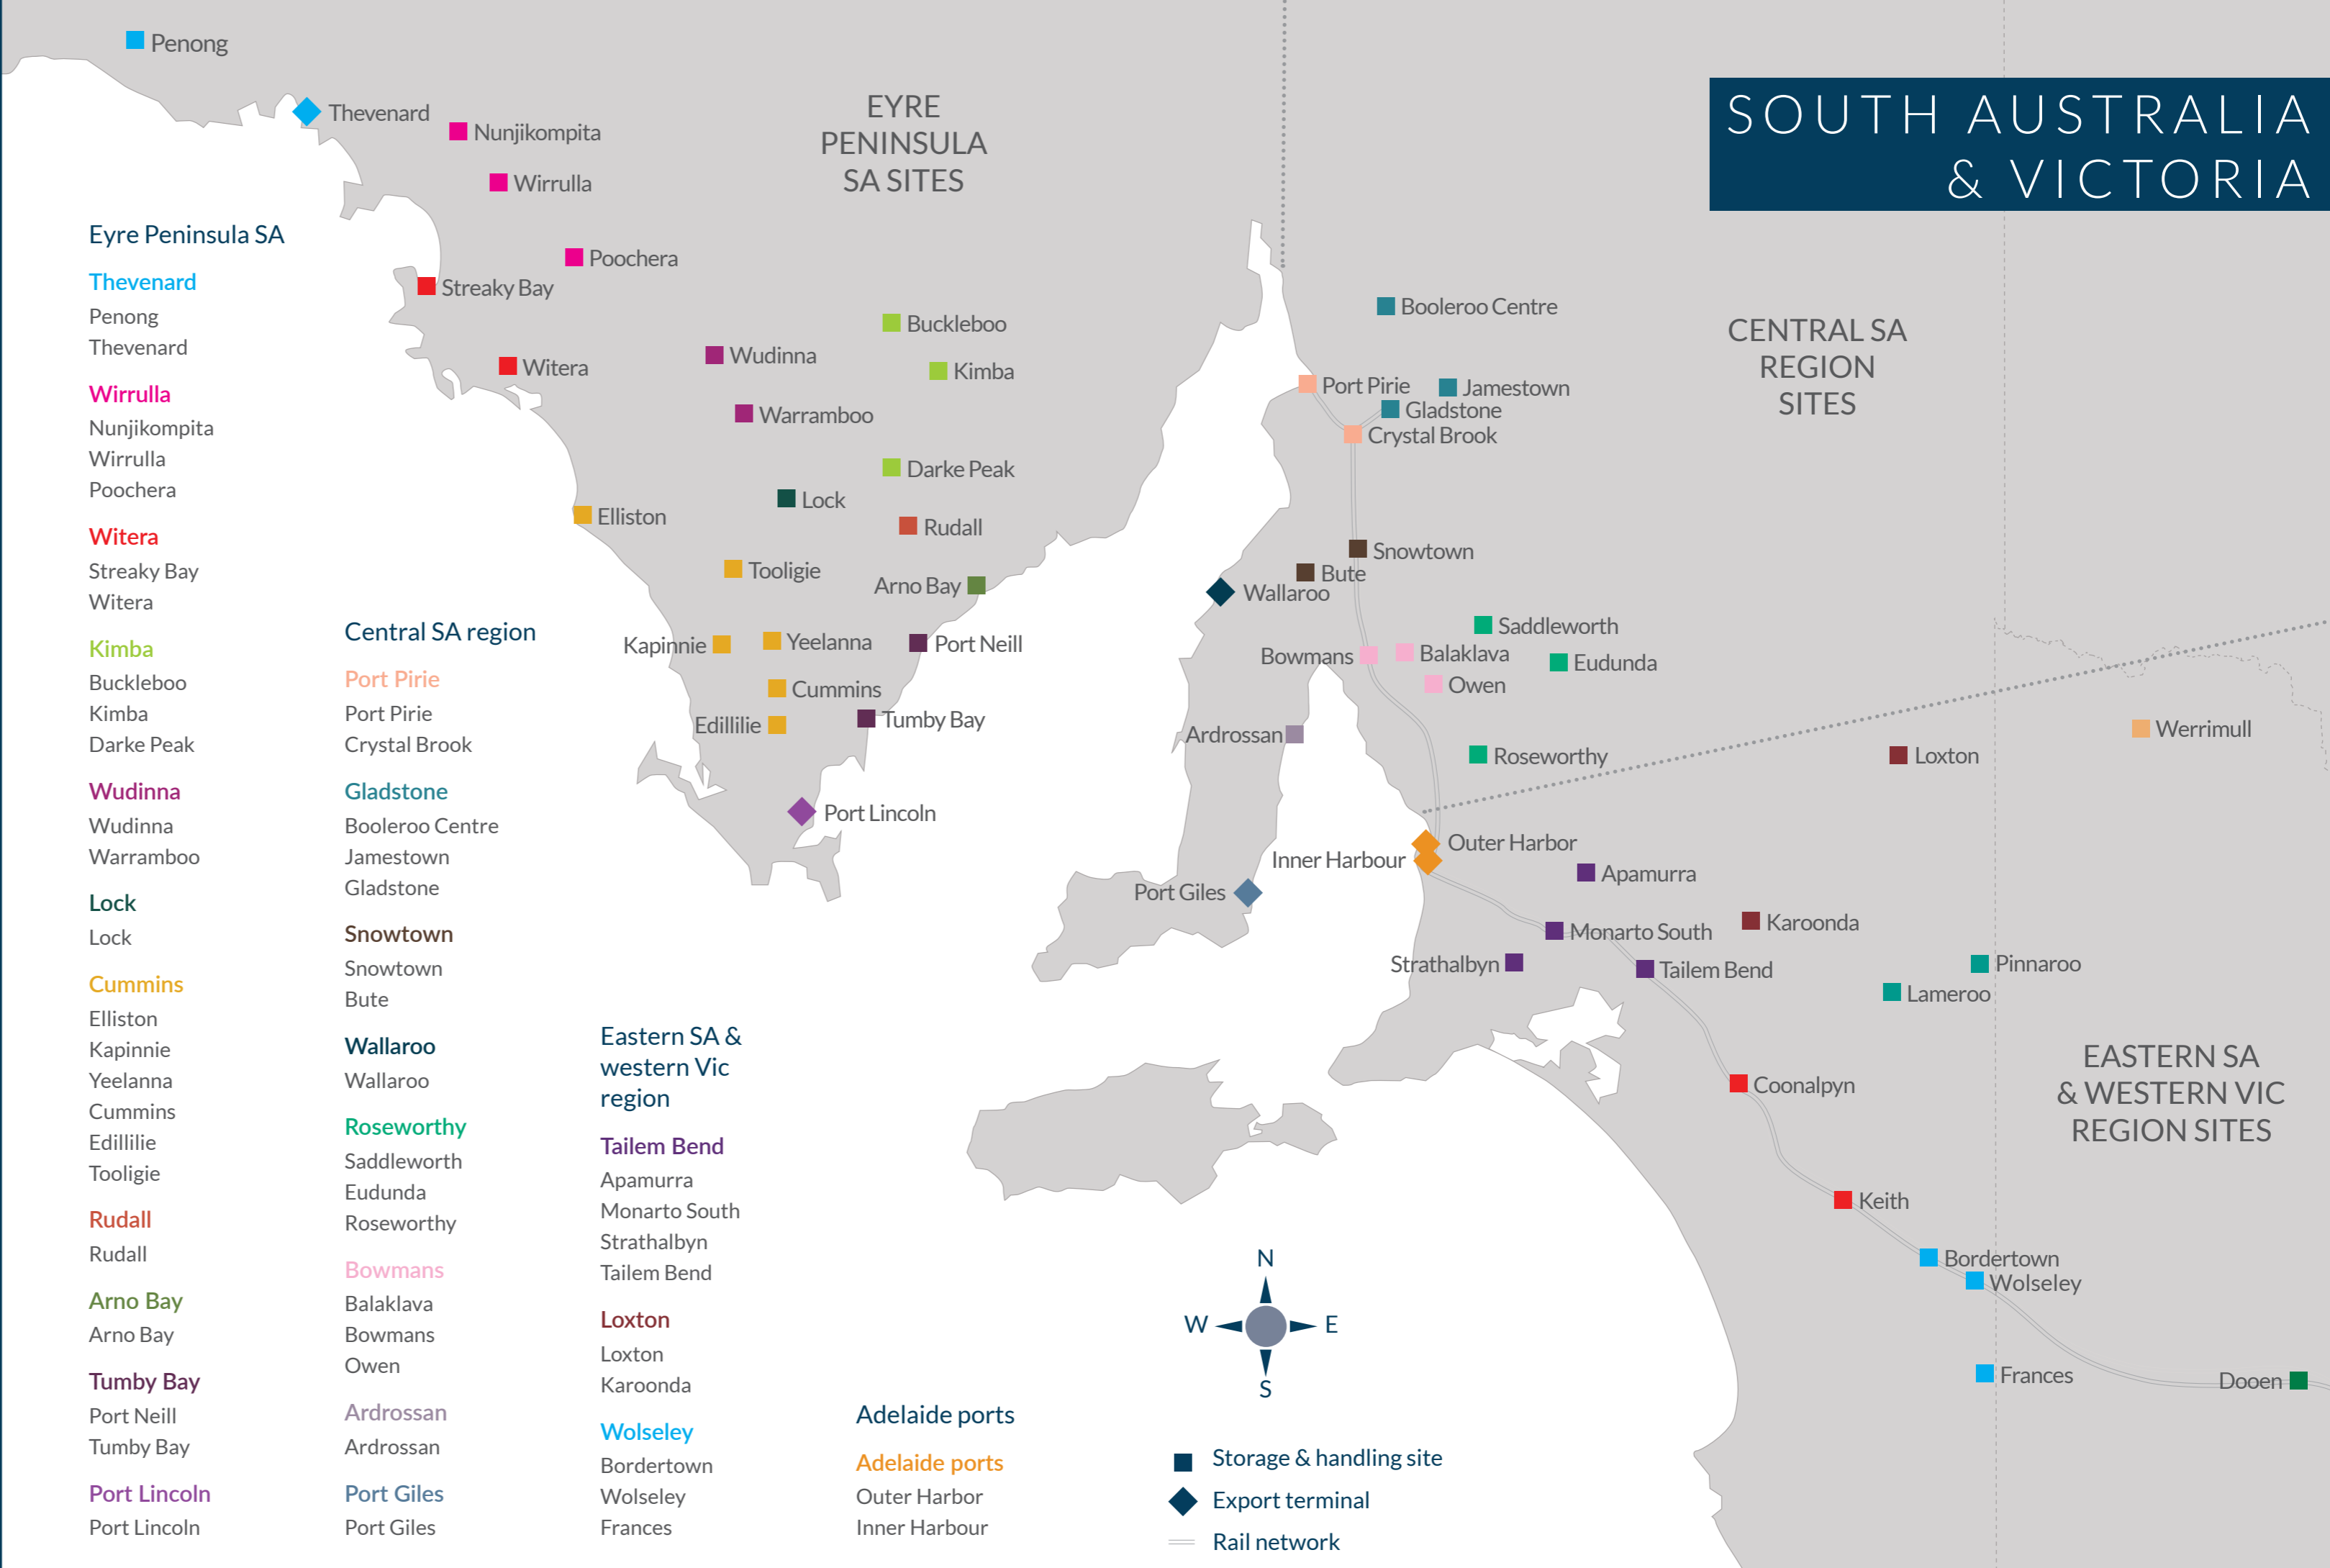 SOUTH AUSTRALIA
& VICTORIA
EYRE
PENINSULA
SA SITES
Penong
Thevenard
Nunjikompita
Wirrulla
Poochera
Streaky Bay
Witera
Buckleboo
Wudinna
Kimba
Warramboo
Darke Peak
Lock
Elliston
Rudall
Tooligie
Arno Bay
Kapinnie
Yeelanna
Port Neill
Cummins
Edillilie
Tumby Bay
Port Lincoln
CENTRAL SA
REGION
SITES
Booleroo Centre
Port Pirie
Jamestown
Gladstone
Crystal Brook
Snowtown
Bute
Wallaroo
Saddleworth
Bowmans
Balaklava
Eudunda
Owen
Ardrossan
Roseworthy
Port Giles
Outer Harbor
Inner Harbour
EASTERN SA
& WESTERN VIC
REGION SITES
Werrimull
Loxton
Apamurra
Karoonda
Monarto South
Strathalbyn
Tailem Bend
Pinnaroo
Lameroo
Coonalpyn
Keith
Bordertown
Wolseley
Frances
Dooen
Eyre Peninsula SA
Thevenard
Penong
Thevenard
Wirrulla
Nunjikompita
Wirrulla
Poochera
Witera
Streaky Bay
Witera
Kimba
Buckleboo
Kimba
Darke Peak
Wudinna
Wudinna
Warramboo
Lock
Lock
Cummins
Elliston
Kapinnie
Yeelanna
Cummins
Edillilie
Tooligie
Rudall
Rudall
Arno Bay
Arno Bay
Tumby Bay
Port Neill
Tumby Bay
Port Lincoln
Port Lincoln
Central SA region
Port Pirie
Port Pirie
Crystal Brook
Gladstone
Booleroo Centre
Jamestown
Gladstone
Snowtown
Snowtown
Bute
Wallaroo
Wallaroo
Roseworthy
Saddleworth
Eudunda
Roseworthy
Bowmans
Balaklava
Bowmans
Owen
Ardrossan
Ardrossan
Port Giles
Port Giles
Eastern SA &
western Vic
region
Tailem Bend
Apamurra
Monarto South
Strathalbyn
Tailem Bend
Loxton
Loxton
Karoonda
Wolseley
Bordertown
Wolseley
Frances
Adelaide ports
Adelaide ports
Outer Harbor
Inner Harbour
N
W E
S
Storage & handling site
Export terminal
Rail network